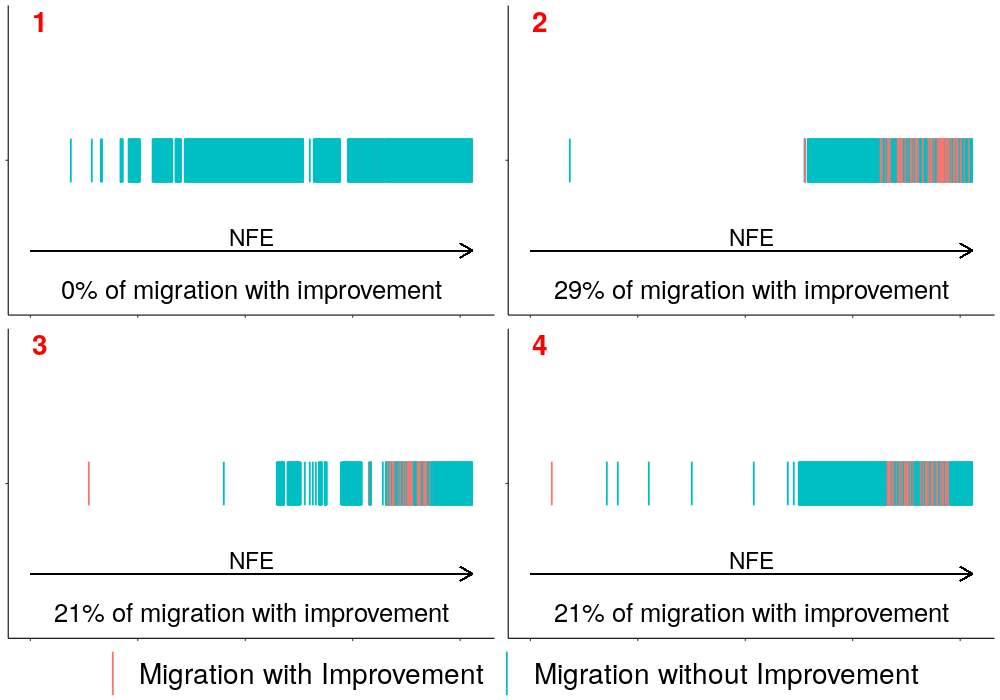 1
NFE
0% of migration with improvement
2
NFE
29% of migration with improvement
3
NFE
21% of migration with improvement
4
NFE
21% of migration with improvement
Migration with Improvement
Migration without Improvement